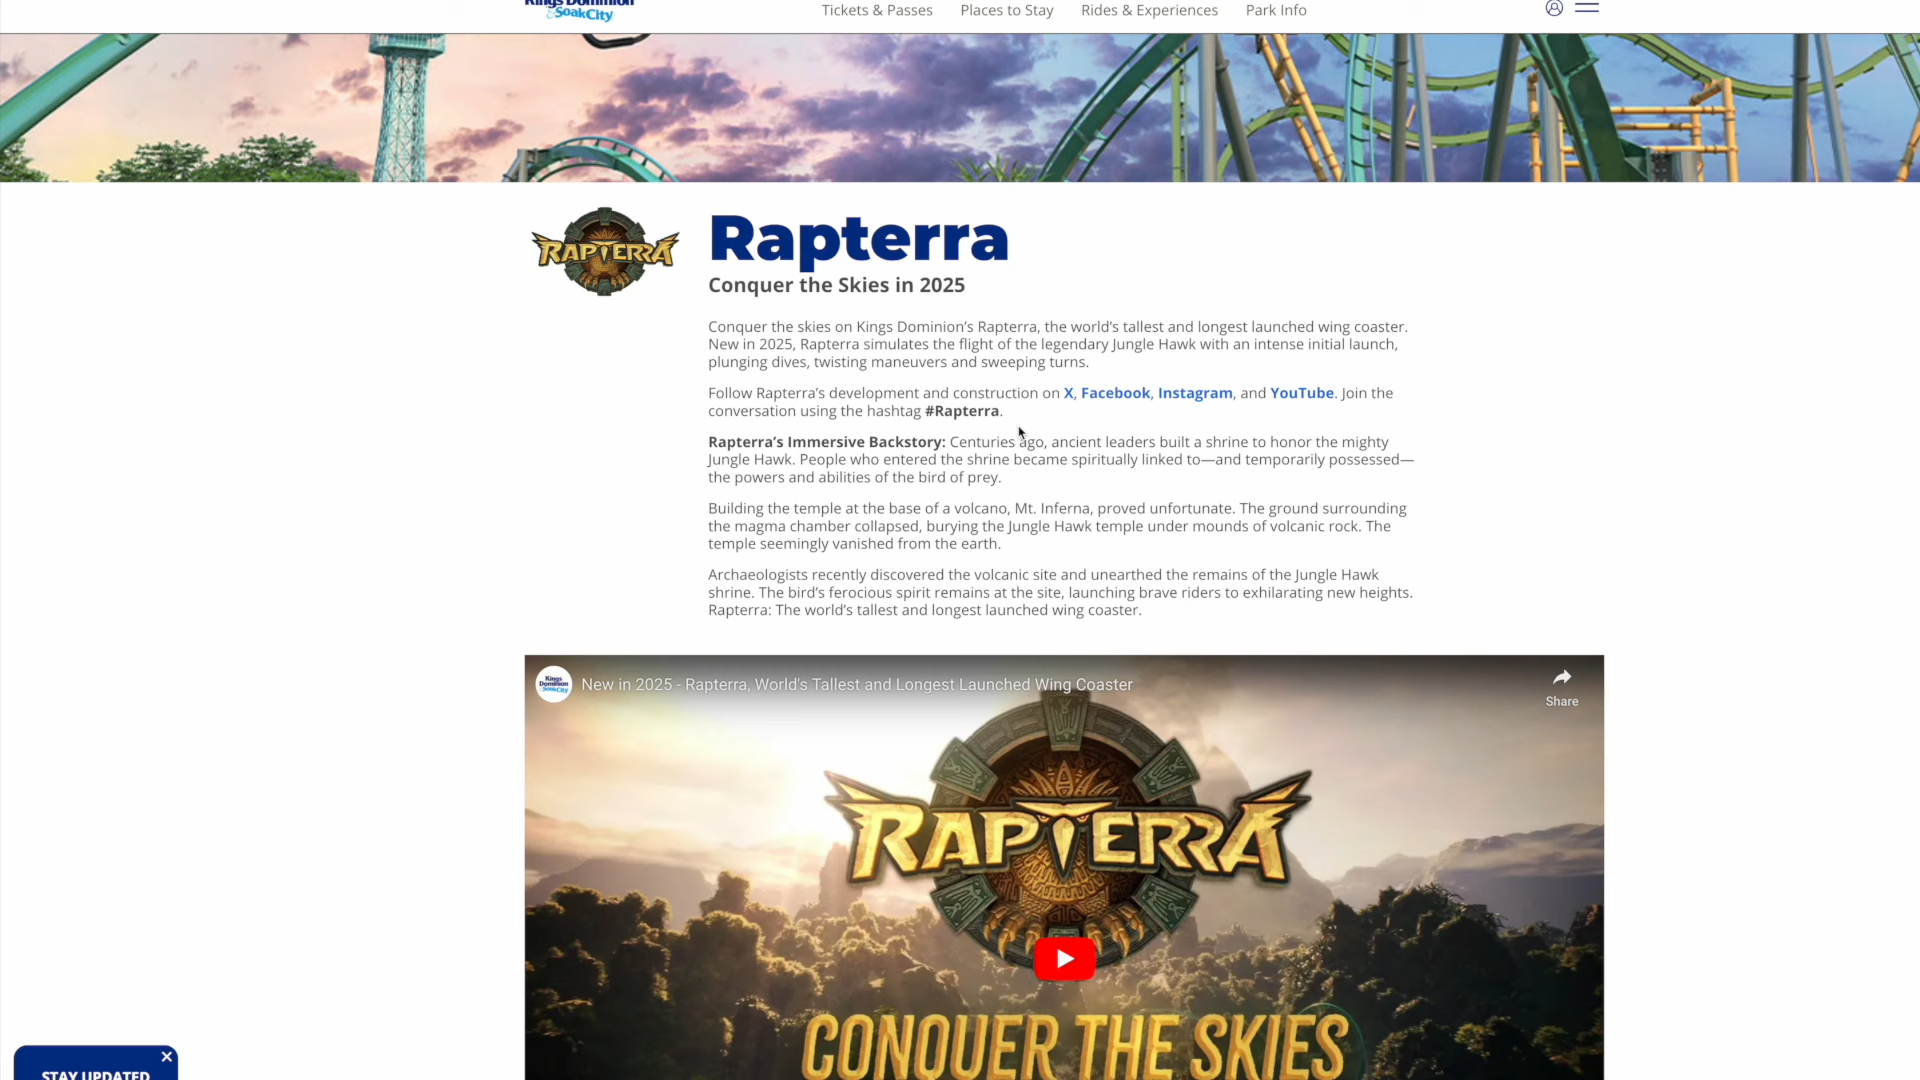 Kings Dominion
SoakCity
Tickets & Passes Places to Stay Rides & Experiences Park Info
RAPTERRA
Rapterra
Conquer the Skies in 2025
Conquer the skies on Kings Dominion’s Rapterra, the world’s tallest and longest launched wing coaster.
New in 2025, Rapterra simulates the flight of the legendary Jungle Hawk with an intense initial launch,
plunging dives, twisting maneuvers and sweeping turns.
Follow Rapterra’s development and construction on X, Facebook, Instagram, and YouTube. Join the
conversation using the hashtag #Rapterra.
Rapterra’s Immersive Backstory: Centuries ago, ancient leaders built a shrine to honor the mighty
Jungle Hawk. People who entered the shrine became spiritually linked to—and temporarily possessed—
the powers and abilities of the bird of prey.
Building the temple at the base of a volcano, Mt. Inferna, proved unfortunate. The ground surrounding
the magma chamber collapsed, burying the Jungle Hawk temple under mounds of volcanic rock. The
temple seemingly vanished from the earth.
Archaeologists recently discovered the volcanic site and unearthed the remains of the Jungle Hawk
shrine. The bird’s ferocious spirit remains at the site, launching brave riders to exhilarating new heights.
Rapterra: The world’s tallest and longest launched wing coaster.
Kings
Dominion
SoakCity
New in 2025 - Rapterra, World's Tallest and Longest Launched Wing Coaster
Share
RAPTERRA
CONQUER THE SKIES
STAY UPDATED